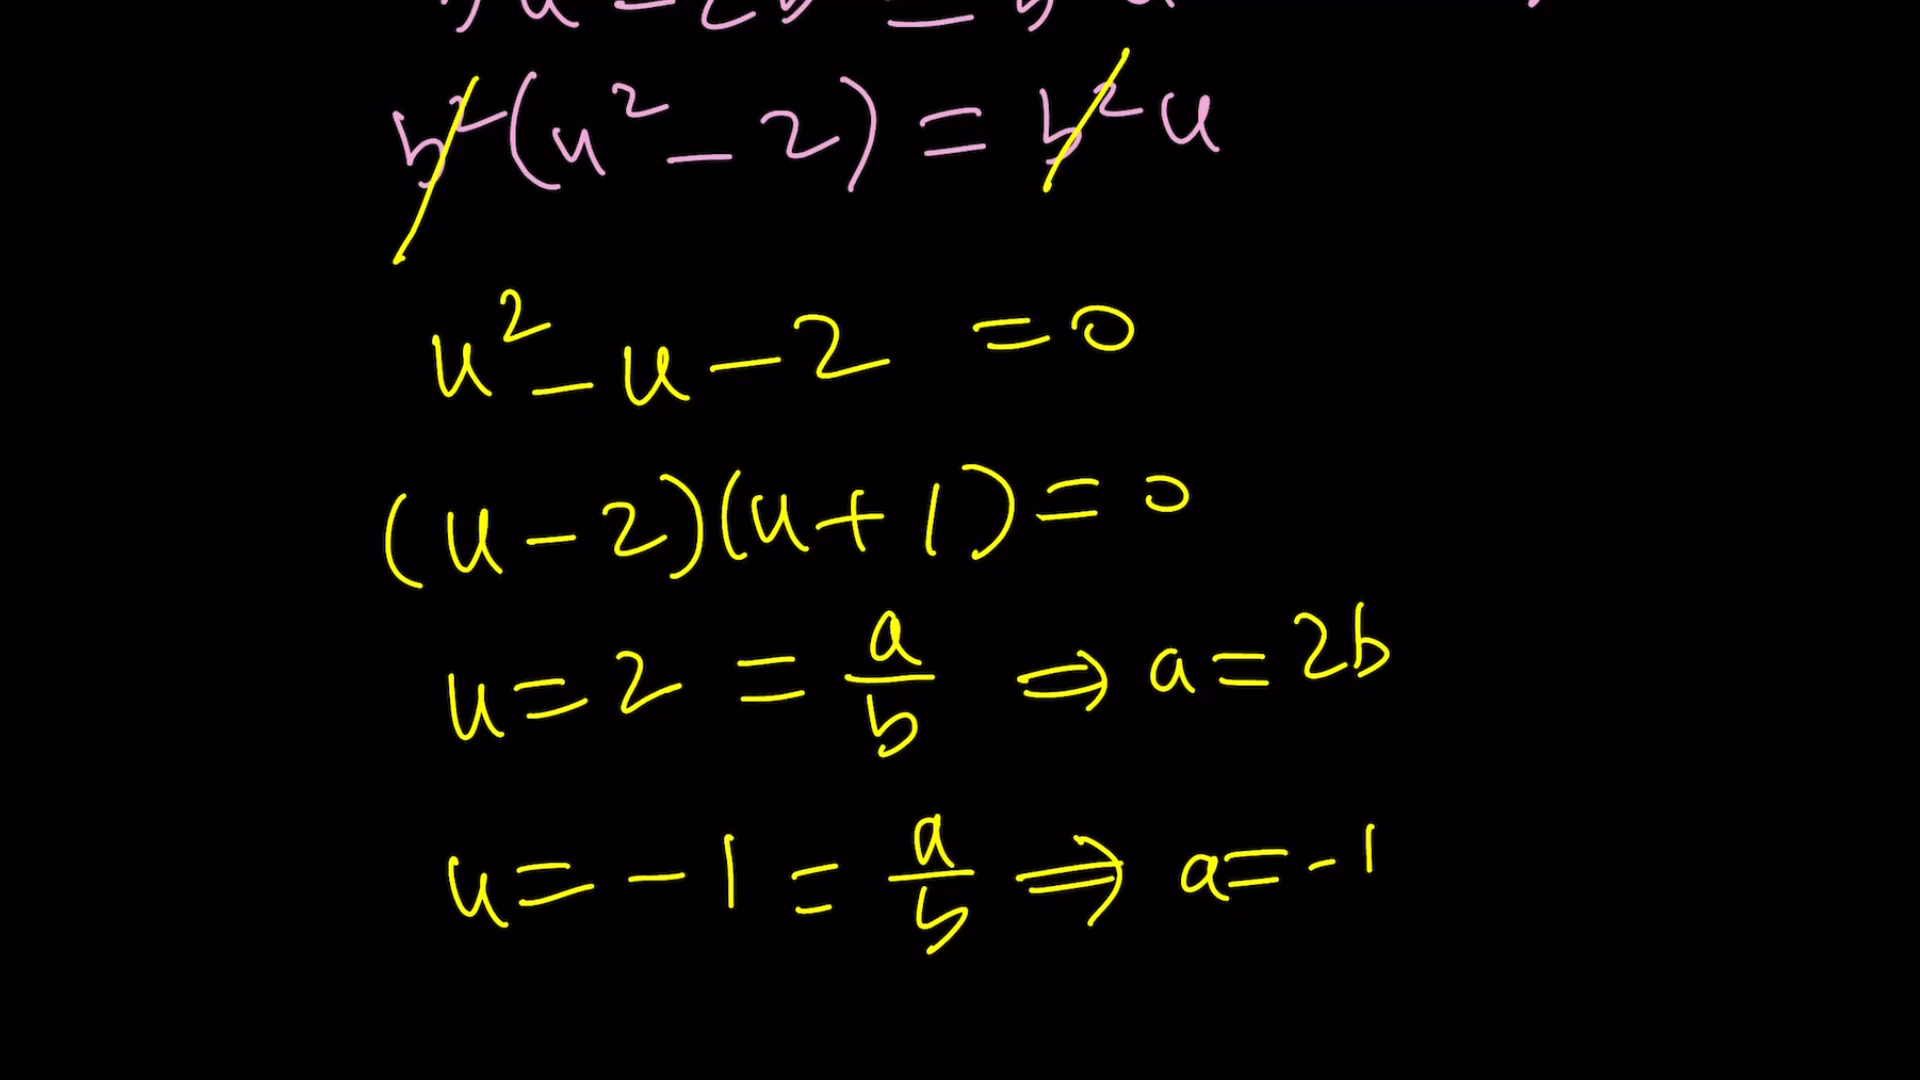 b²(u² - 2) = b²u
u² - u - 2 = 0
(u - 2)(u + 1) = 0
u = 2 = a/b ⇒ a = 2b
u = -1 = a/b ⇒ a = -1